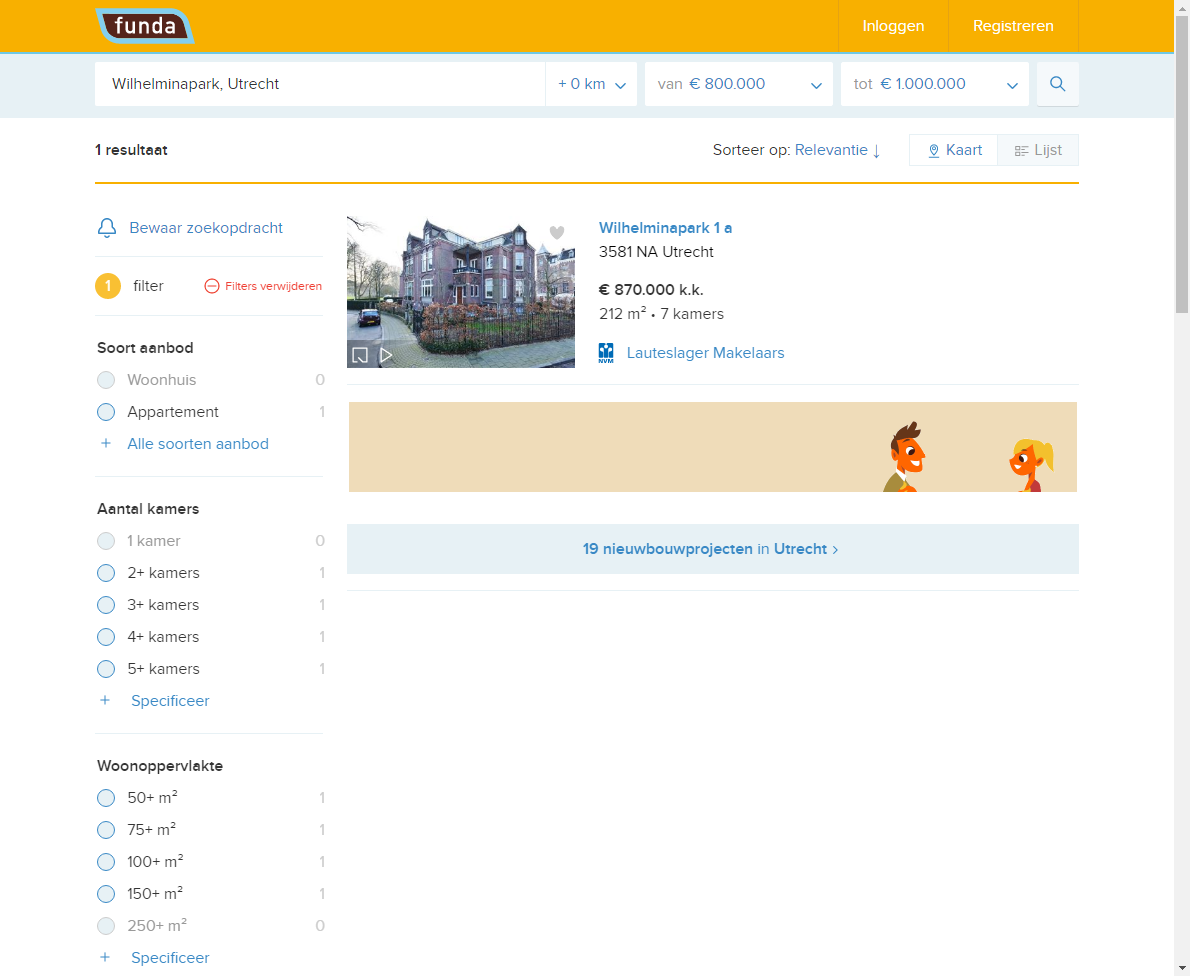 funda
Inloggen
Registreren
Wilhelminapark, Utrecht
+ 0 km
van € 800.000
tot € 1.000.000
1 resultaat
Sorteer op: Relevantie ↓
Kaart
Lijst
Bewaar zoekopdracht
1 filter
Filters verwijderen
Soort aanbod
Woonhuis 0
Appartement 1
+ Alle soorten aanbod
Aantal kamers
1 kamer 0
2+ kamers 1
3+ kamers 1
4+ kamers 1
5+ kamers 1
+ Specificeer
Woonoppervlakte
50+ m² 1
75+ m² 1
100+ m² 1
150+ m² 1
250+ m² 0
+ Specificeer
Wilhelminapark 1 a
3581 NA Utrecht
€ 870.000 k.k.
212 m² • 7 kamers
NVM
Lauteslager Makelaars
19 nieuwbouwprojecten in Utrecht ›